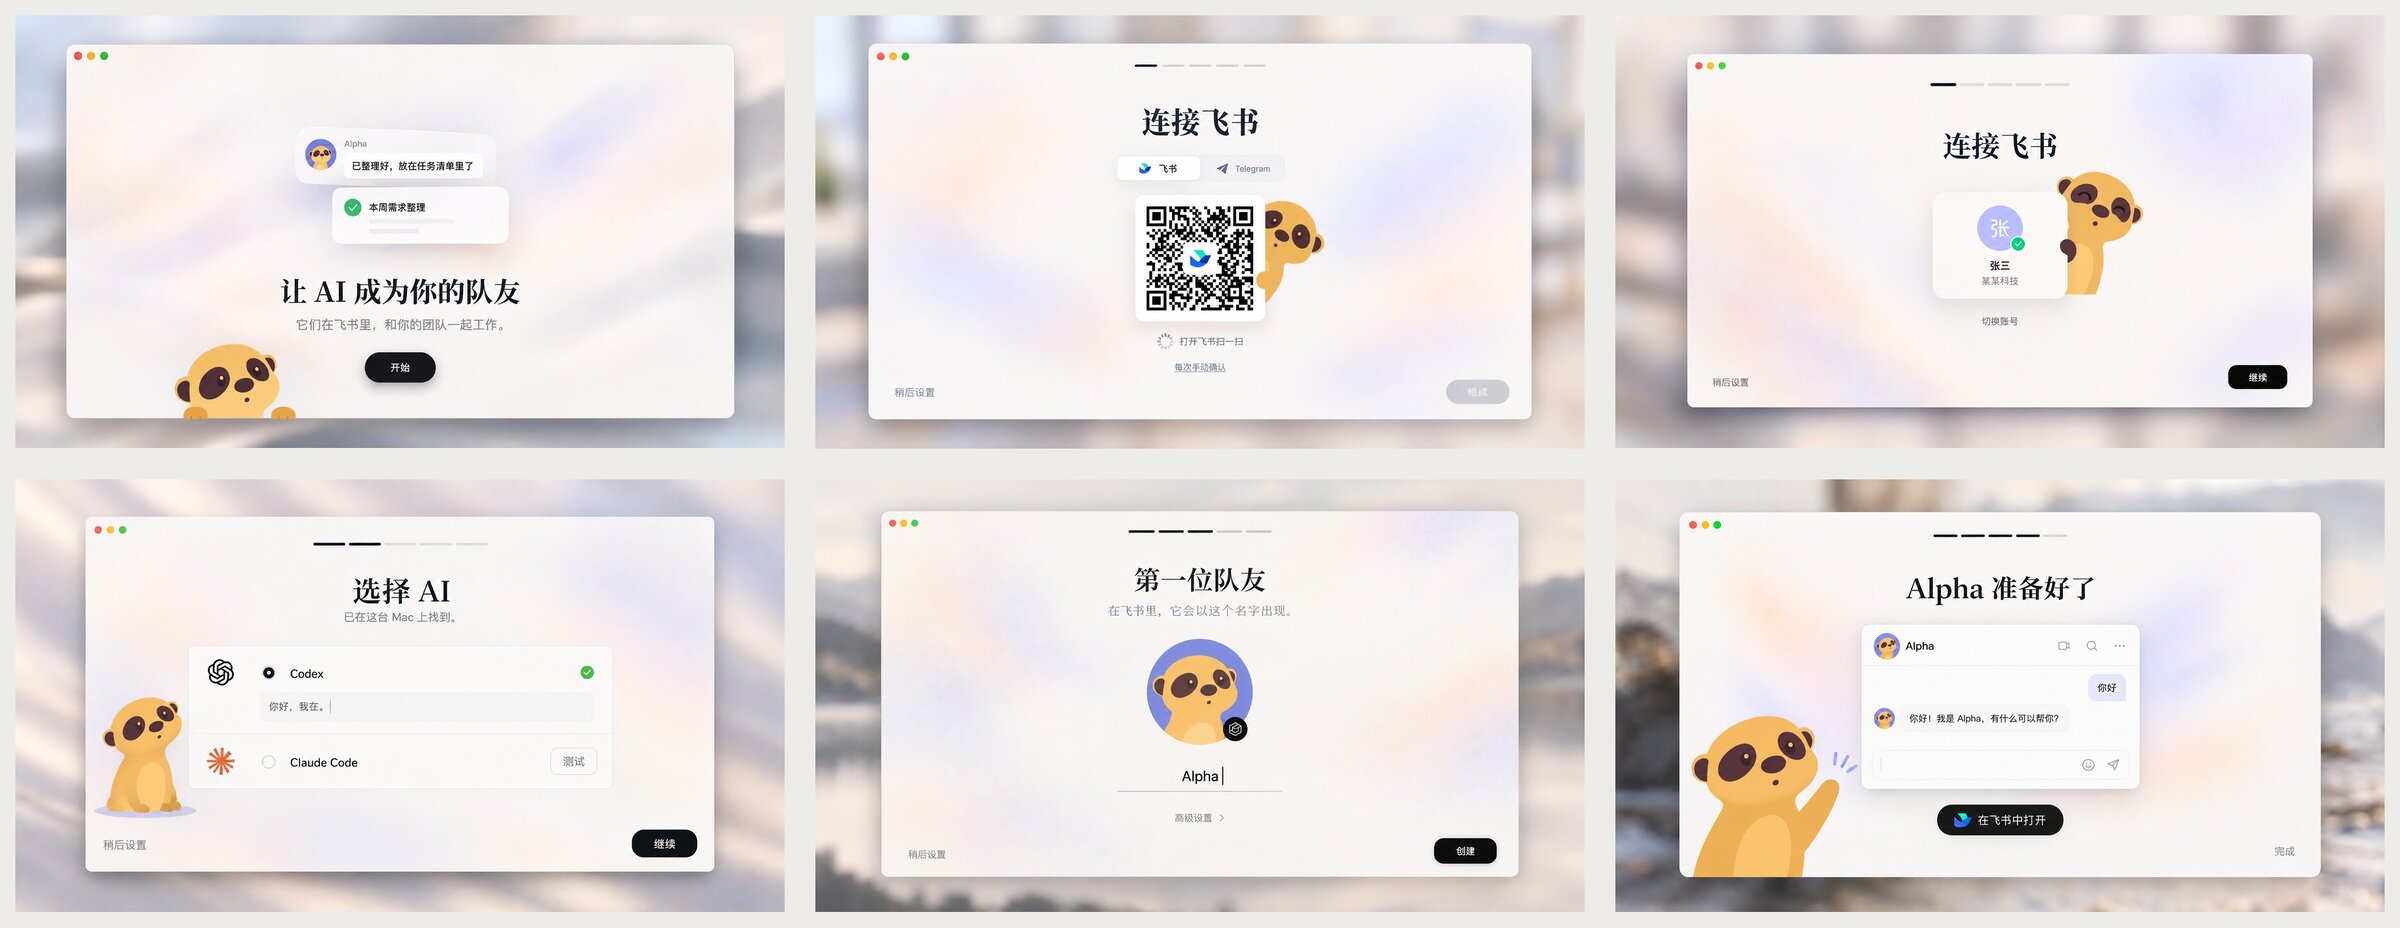 Alpha
已整理好，放在任务清单里了
本周需求整理
让 AI 成为你的队友
它们在飞书里，和你的团队一起工作。
开始
连接飞书
飞书
Telegram
打开飞书扫一扫
每次手动确认
稍后设置
继续
连接飞书
张
张三
某某科技
切换账号
稍后设置
继续
选择 AI
已在这台 Mac 上找到。
Codex
你好，我在。
Claude Code
测试
稍后设置
继续
第一位队友
在飞书里，它会以这个名字出现。
Alpha
高级设置
稍后设置
创建
Alpha 准备好了
Alpha
你好
你好！我是 Alpha，有什么可以帮你？
在飞书中打开
完成